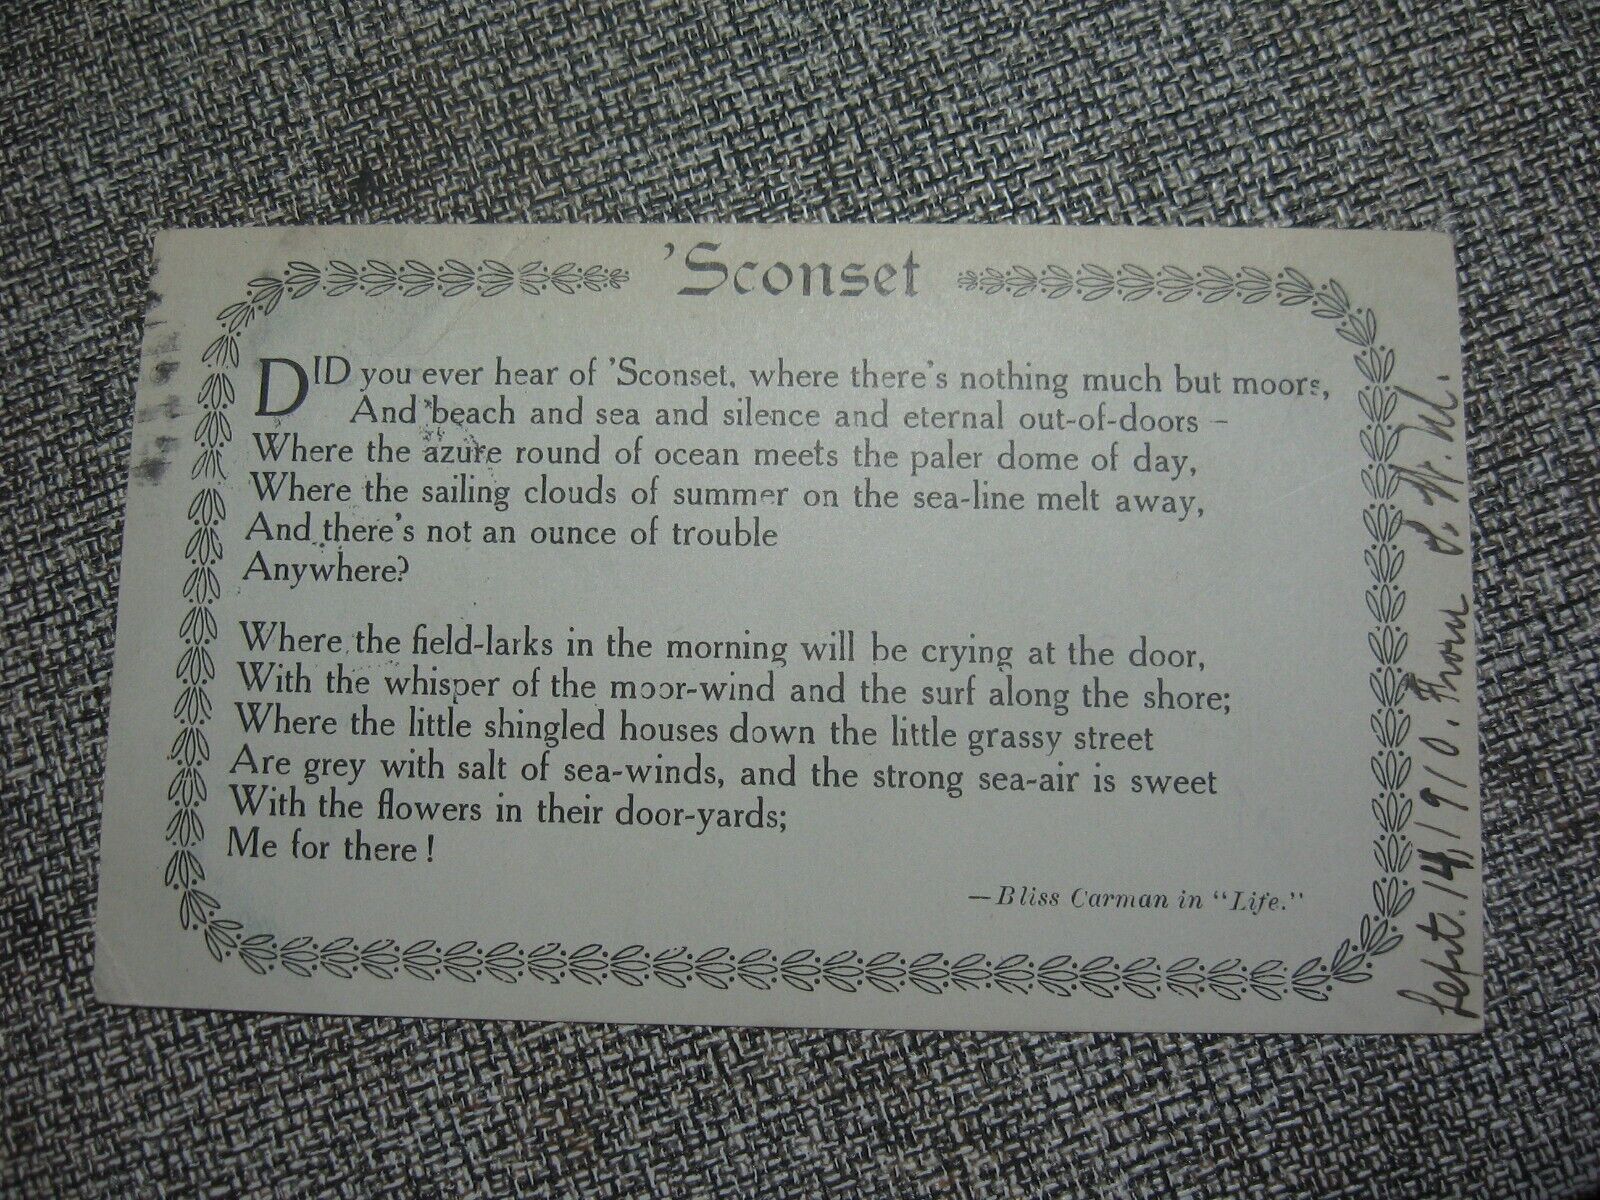 'Sconset
DID you ever hear of 'Sconset, where there's nothing much but moors,
And beach and sea and silence and eternal out-of-doors –
Where the azure round of ocean meets the paler dome of day,
Where the sailing clouds of summer on the sea-line melt away,
And there's not an ounce of trouble
Anywhere?
Where the field-larks in the morning will be crying at the door,
With the whisper of the moor-wind and the surf along the shore;
Where the little shingled houses down the little grassy street
Are grey with salt of sea-winds, and the strong sea-air is sweet
With the flowers in their door-yards;
Me for there!
—Bliss Carman in "Life."
Sept. 14, 1910. From